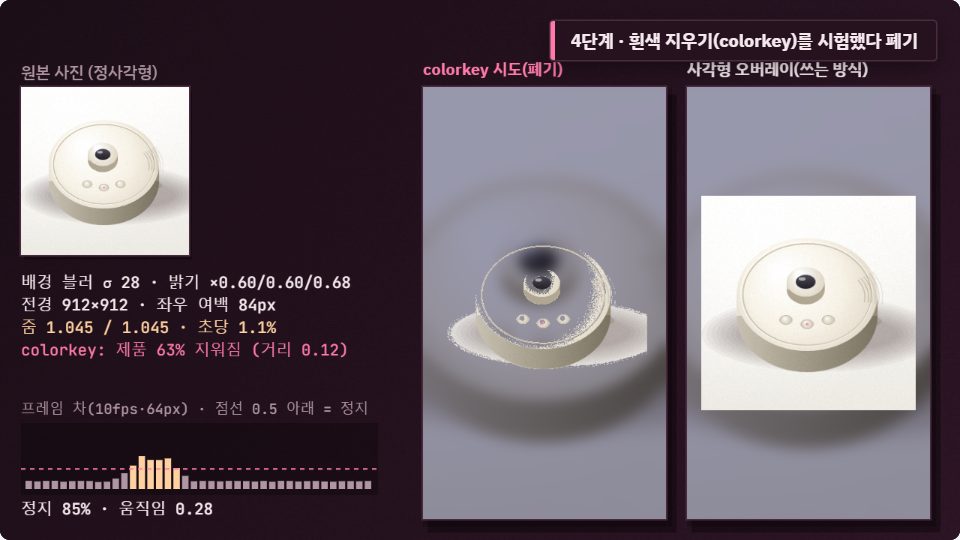 4단계 · 흰색 지우기(colorkey)를 시험했다 폐기
원본 사진 (정사각형)
colorkey 시도(폐기)
사각형 오버레이(쓰는 방식)
배경 블러 σ 28 · 밝기 ×0.60/0.60/0.68
전경 912×912 · 좌우 여백 84px
줌 1.045 / 1.045 · 초당 1.1%
colorkey: 제품 63% 지워짐 (거리 0.12)
프레임 차(10fps·64px) · 점선 0.5 아래 = 정지
정지 85% · 움직임 0.28